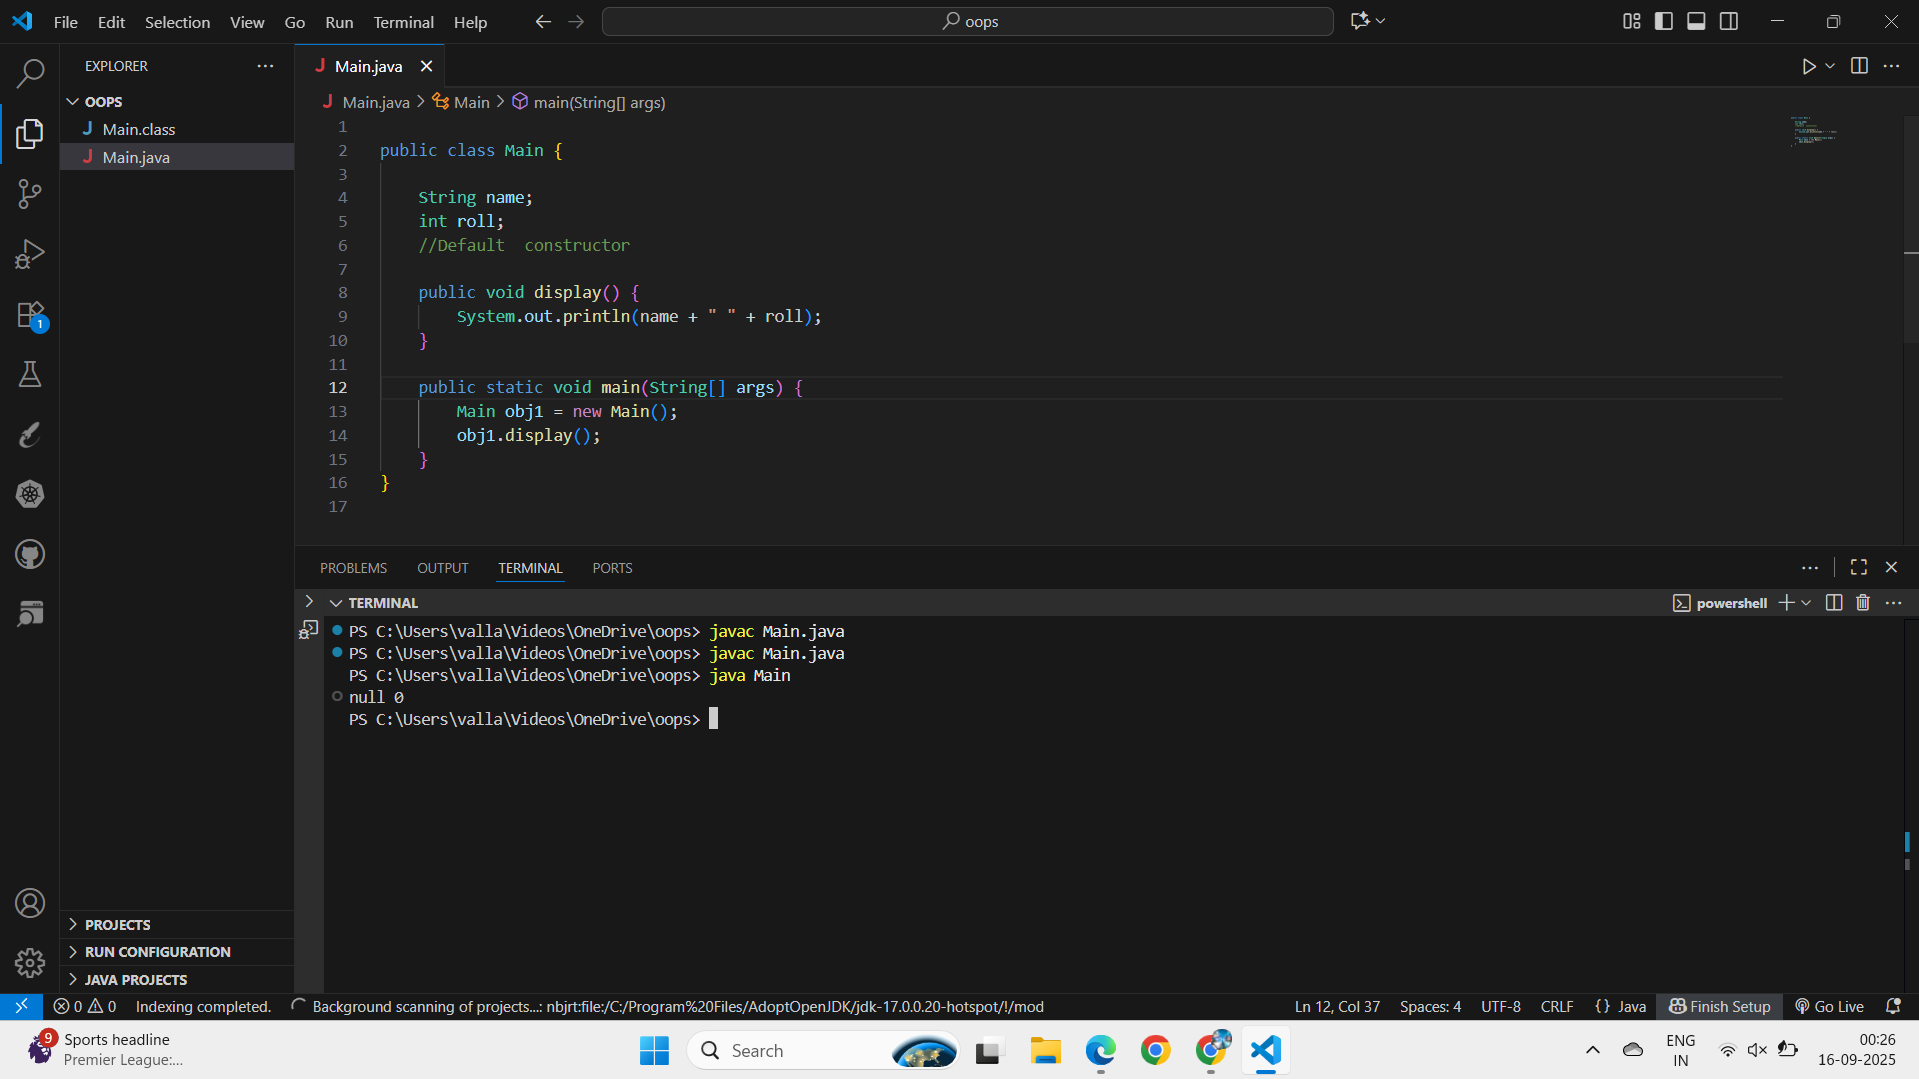 File Edit Selection View Go Run Terminal Help
oops
EXPLORER
OOPS
J Main.class
J Main.java
1
J Main.java
J Main.java > Main > main(String[] args)
1
2 public class Main {
3
4 String name;
5 int roll;
6 //Default  constructor
7
8 public void display() {
9 System.out.println(name + " " + roll);
10 }
11
12 public static void main(String[] args) {
13 Main obj1 = new Main();
14 obj1.display();
15 }
16 }
17
PROBLEMS OUTPUT TERMINAL PORTS
TERMINAL
powershell
PS C:\Users\valla\Videos\OneDrive\oops> javac Main.java
PS C:\Users\valla\Videos\OneDrive\oops> javac Main.java
PS C:\Users\valla\Videos\OneDrive\oops> java Main
null 0
PS C:\Users\valla\Videos\OneDrive\oops>
PROJECTS
RUN CONFIGURATION
JAVA PROJECTS
0 0 Indexing completed. Background scanning of projects...: nbjrt:file:/C:/Program%20Files/AdoptOpenJDK/jdk-17.0.0.20-hotspot/!/mod
Ln 12, Col 37 Spaces: 4 UTF-8 CRLF {} Java Finish Setup Go Live
9
Sports headline
Premier League:...
Search
ENG
IN
00:26
16-09-2025